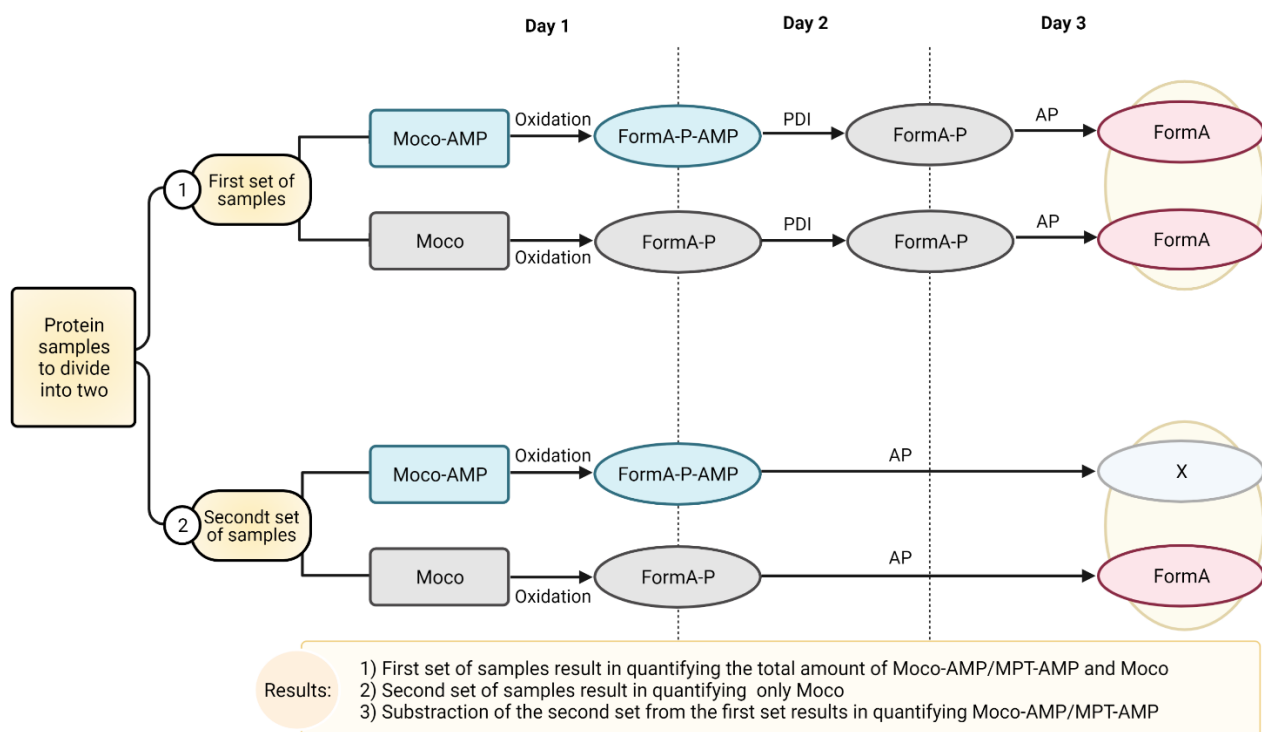 Day 1
Day 2
Day 3
Oxidation
PDI
AP
Moco-AMP
FormA-P-AMP
FormA-P
FormA
1
First set of
samples
PDI
AP
Moco
FormA-P
FormA-P
FormA
Oxidation
Protein
samples
to divide
into two
Oxidation
AP
Moco-AMP
FormA-P-AMP
X
2
Secondt set
of samples
AP
Moco
FormA-P
FormA
Oxidation
Results:
1) First set of samples result in quantifying the total amount of Moco-AMP/MPT-AMP and Moco
2) Second set of samples result in quantifying only Moco
3) Substraction of the second set from the first set results in quantifying Moco-AMP/MPT-AMP